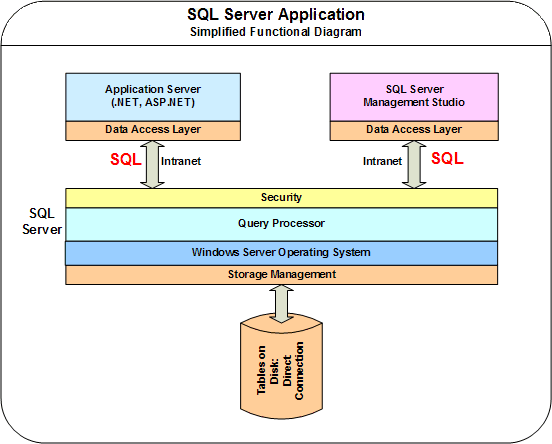 SQL Server Application
Simplified Functional Diagram
Application Server
(.NET, ASP.NET)
Data Access Layer
SQL Server
Management Studio
Data Access Layer
SQL Intranet
Intranet SQL
SQL
Server
Security
Query Processor
Windows Server Operating System
Storage Management
Tables on
Disk:
Direct
Connection